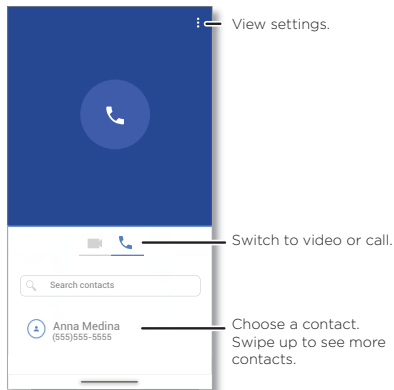 View settings.
Switch to video or call.
Search contacts
Anna Medina
(555)555-5555
Choose a contact.
Swipe up to see more
contacts.